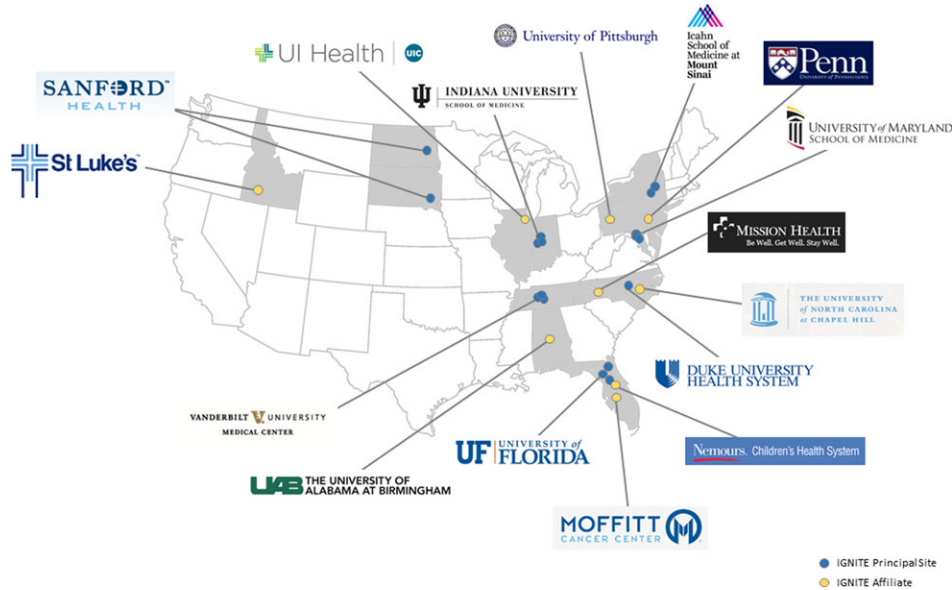 UI Health | UIC
University of Pittsburgh
Icahn
School of
Medicine at
Mount
Sinai
Penn
UNIVERSITY of PENNSYLVANIA
SANFORD™
HEALTH
INDIANA UNIVERSITY
SCHOOL OF MEDICINE
UNIVERSITY of MARYLAND
SCHOOL OF MEDICINE
St Luke's™
MISSION HEALTH
Be Well. Get Well. Stay Well.
THE UNIVERSITY
of NORTH CAROLINA
at CHAPEL HILL
DUKE UNIVERSITY
HEALTH SYSTEM
VANDERBILT V UNIVERSITY
MEDICAL CENTER
UF UNIVERSITY of
FLORIDA
Nemours. Children's Health System
UAB THE UNIVERSITY OF
ALABAMA AT BIRMINGHAM
MOFFITT
CANCER CENTER
IGNITE PrincipalSite
IGNITE Affiliate